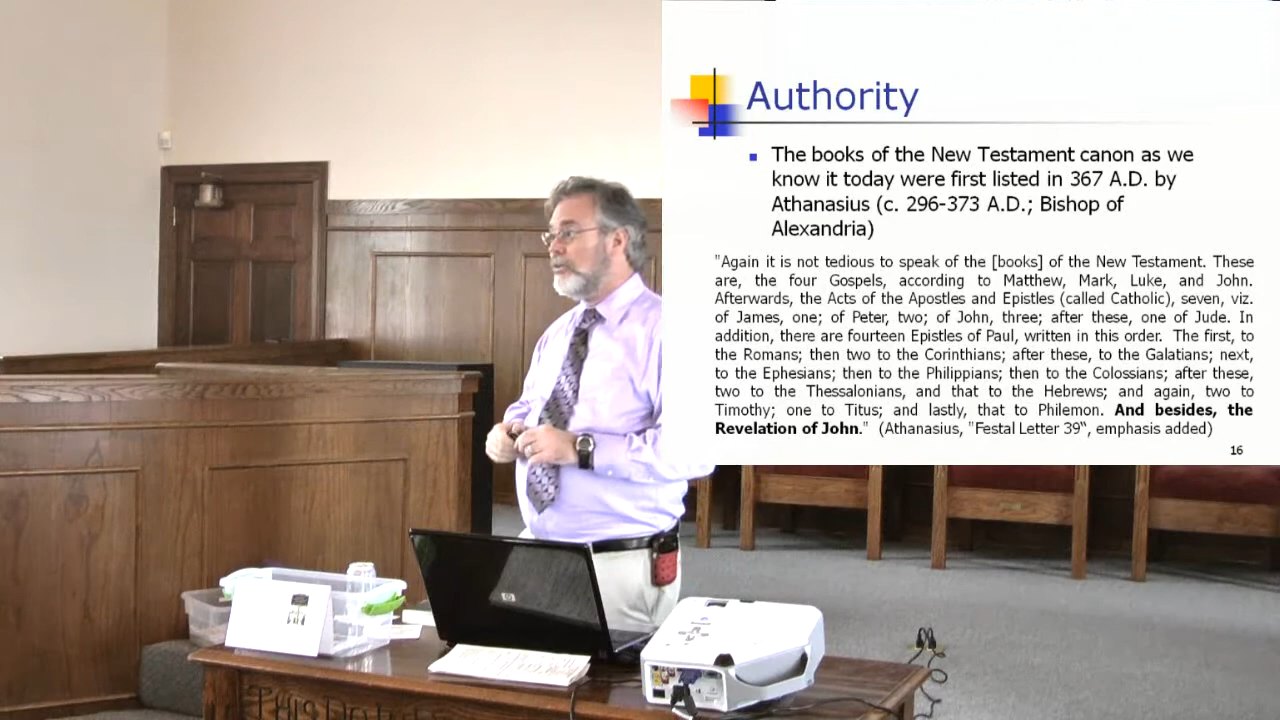 Authority
The books of the New Testament canon as we
know it today were first listed in 367 A.D. by
Athanasius (c. 296-373 A.D.; Bishop of
Alexandria)
"Again it is not tedious to speak of the [books] of the New Testament. These
are, the four Gospels, according to Matthew, Mark, Luke, and John.
Afterwards, the Acts of the Apostles and Epistles (called Catholic), seven, viz.
of James, one; of Peter, two; of John, three; after these, one of Jude. In
addition, there are fourteen Epistles of Paul, written in this order. The first, to
the Romans; then two to the Corinthians; after these, to the Galatians; next,
to the Ephesians; then to the Philippians; then to the Colossians; after these,
two to the Thessalonians, and that to the Hebrews; and again, two to
Timothy; one to Titus; and lastly, that to Philemon. And besides, the
Revelation of John." (Athanasius, "Festal Letter 39", emphasis added)
16
hp
THIS DO IN